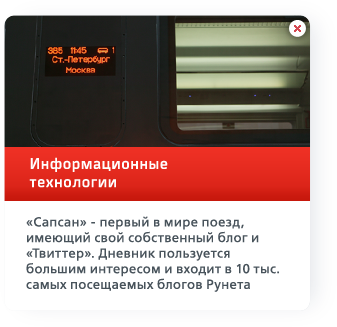 385 11:45 1
Ст.-Петербург
Москва
Информационные
технологии
«Сапсан» - первый в мире поезд,
имеющий свой собственный блог и
«Твиттер». Дневник пользуется
большим интересом и входит в 10 тыс.
самых посещаемых блогов Рунета